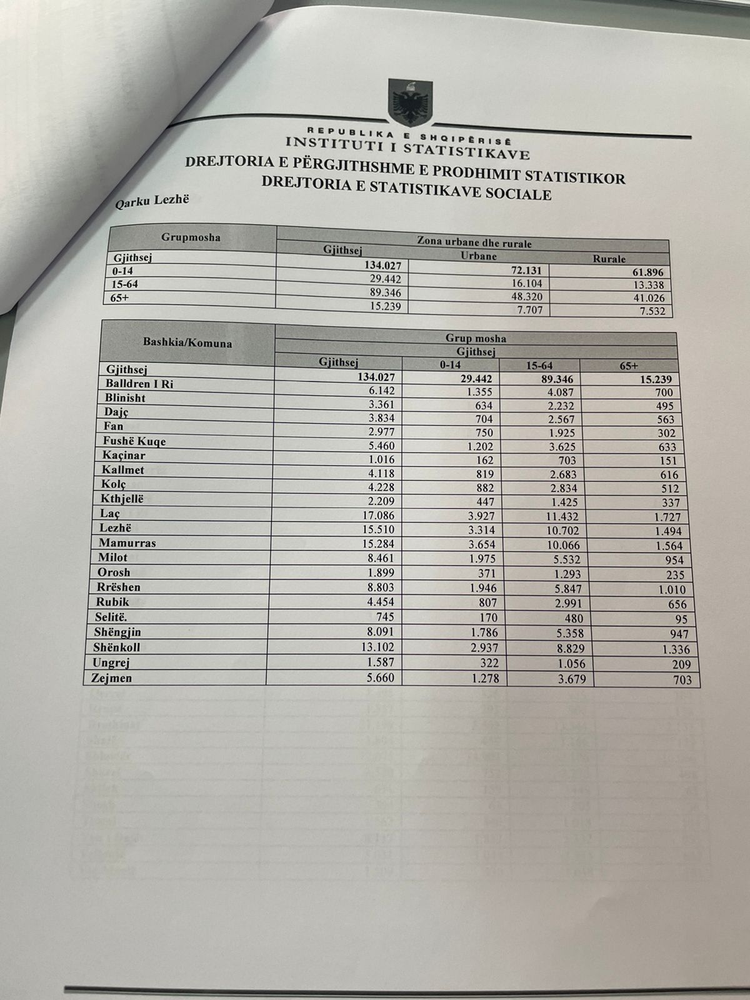 REPUBLIKA E SHQIPËRISË
INSTITUTI I STATISTIKAVE
DREJTORIA E PËRGJITHSHME E PRODHIMIT STATISTIKOR
DREJTORIA E STATISTIKAVE SOCIALE
Qarku Lezhë
Grupmosha Zona urbane dhe rurale
Gjithsej Urbane Rurale
Gjithsej 134.027 72.131 61.896
0-14 29.442 16.104 13.338
15-64 89.346 48.320 41.026
65+ 15.239 7.707 7.532
Bashkia/Komuna Grup mosha
Gjithsej
Gjithsej 0-14 15-64 65+
Gjithsej 134.027 29.442 89.346 15.239
Balldren I Ri 6.142 1.355 4.087 700
Blinisht 3.361 634 2.232 495
Dajç 3.834 704 2.567 563
Fan 2.977 750 1.925 302
Fushë Kuqe 5.460 1.202 3.625 633
Kaçinar 1.016 162 703 151
Kallmet 4.118 819 2.683 616
Kolç 4.228 882 2.834 512
Kthjellë 2.209 447 1.425 337
Laç 17.086 3.927 11.432 1.727
Lezhë 15.510 3.314 10.702 1.494
Mamurras 15.284 3.654 10.066 1.564
Milot 8.461 1.975 5.532 954
Orosh 1.899 371 1.293 235
Rrëshen 8.803 1.946 5.847 1.010
Rubik 4.454 807 2.991 656
Selitë. 745 170 480 95
Shëngjin 8.091 1.786 5.358 947
Shënkoll 13.102 2.937 8.829 1.336
Ungrej 1.587 322 1.056 209
Zejmen 5.660 1.278 3.679 703